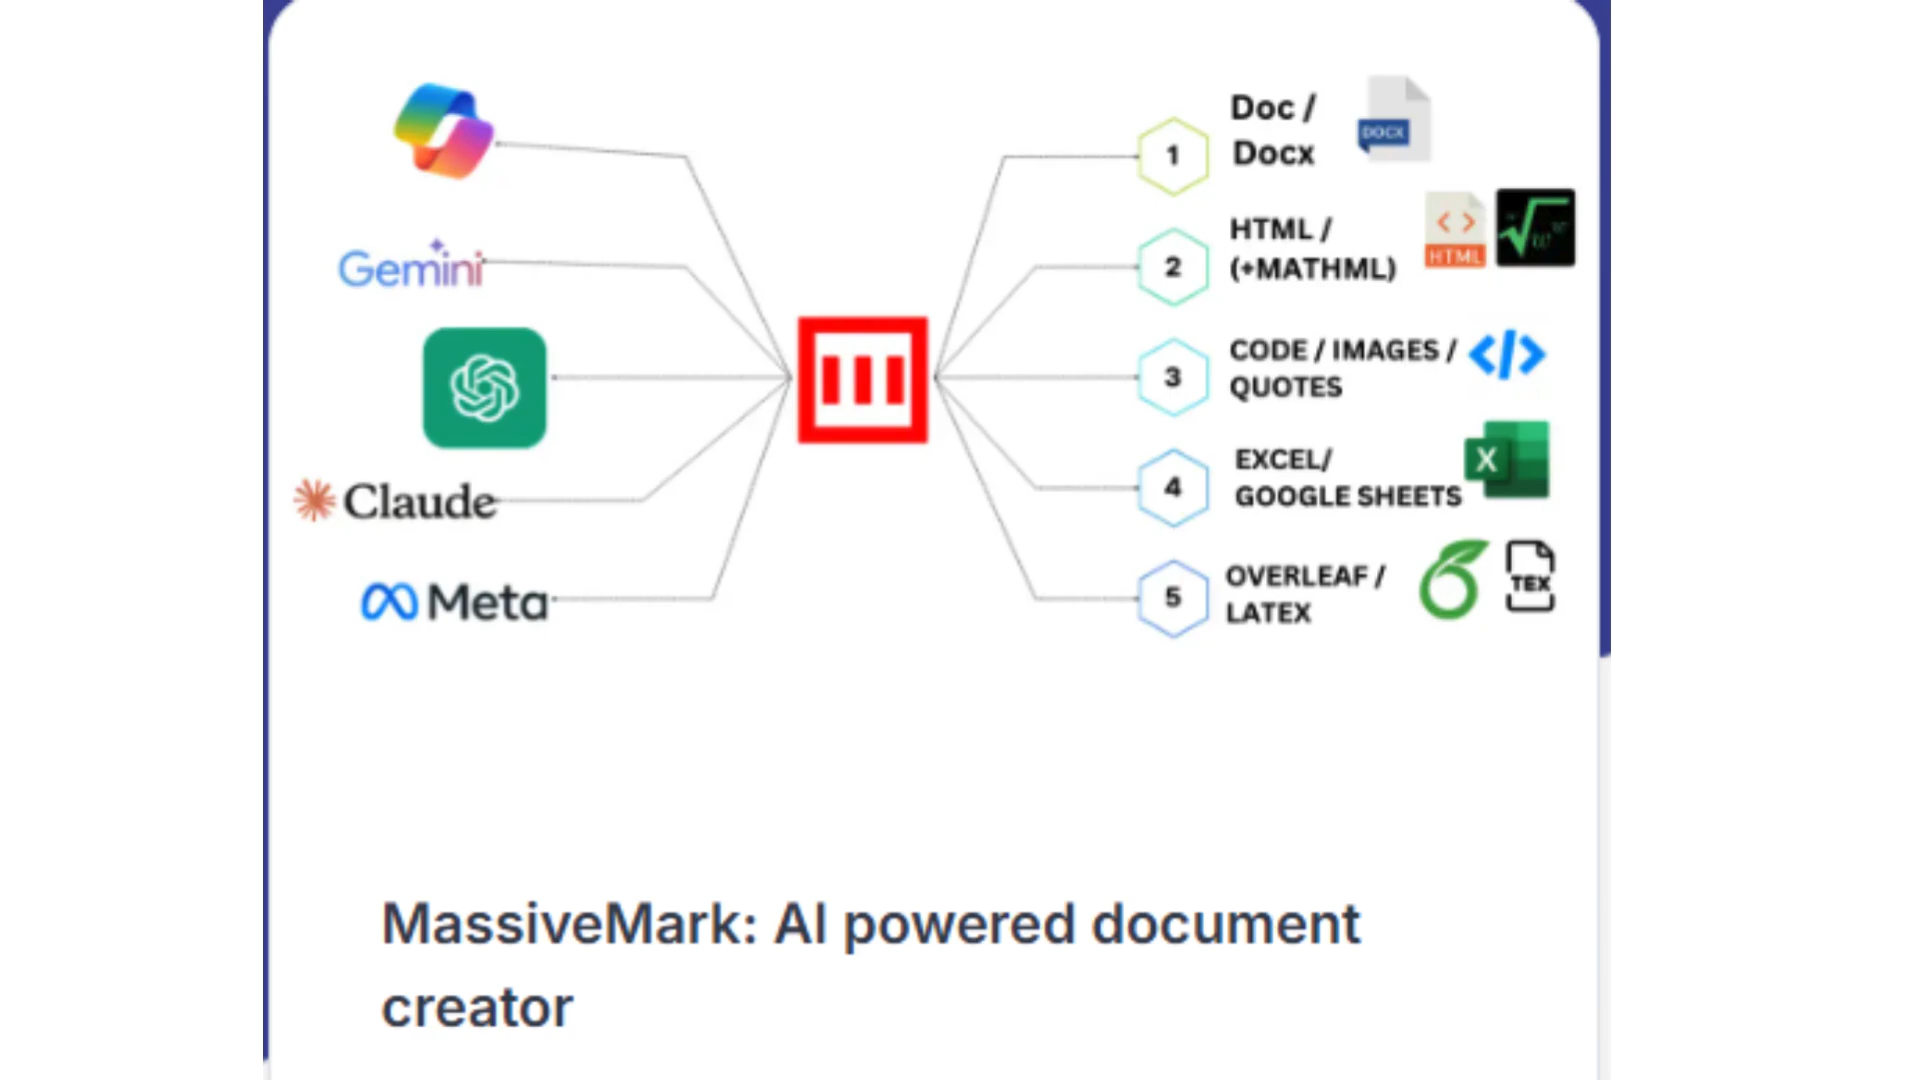 Doc /
Docx
DOCX
1
HTML /
(+MATHML)
HTML
2
Gemini
CODE / IMAGES /
QUOTES
3
EXCEL/
GOOGLE SHEETS
X
4
Claude
OVERLEAF /
LATEX
TEX
5
Meta
MassiveMark: AI powered document
creator